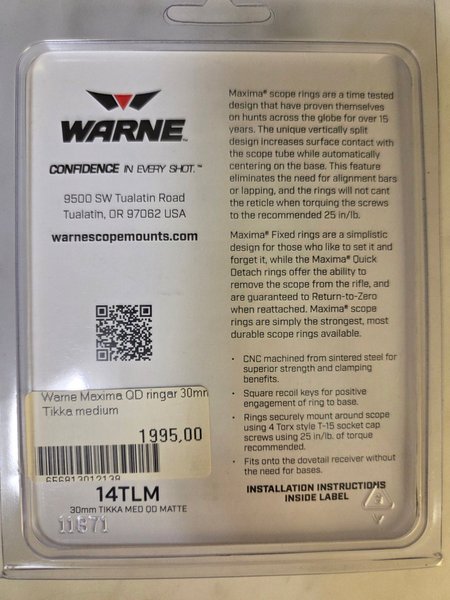 WARNE
CONFIDENCE IN EVERY SHOT.™
9500 SW Tualatin Road
Tualatin, OR 97062 USA
warnescopemounts.com
Warne Maxima QD ringar 30mm
Tikka medium
1995,00
656813012138
14TLM
30mm TIKKA MED QD MATTE
11871
Maxima® scope rings are a time tested
design that have proven themselves
on hunts across the globe for over 15
years. The unique vertically split
design increases surface contact with
the scope tube while automatically
centering on the base. This feature
eliminates the need for alignment bars
or lapping, and the rings will not cant
the reticle when torquing the screws
to the recommended 25 in/lb.
Maxima® Fixed rings are a simplistic
design for those who like to set it and
forget it, while the Maxima® Quick
Detach rings offer the ability to
remove the scope from the rifle, and
are guaranteed to Return-to-Zero
when reattached. Maxima® scope
rings are simply the strongest, most
durable scope rings available.
• CNC machined from sintered steel for
superior strength and clamping
benefits.
• Square recoil keys for positive
engagement of ring to base.
• Rings securely mount around scope
using 4 Torx style T-15 socket cap
screws using 25 in/lb. of torque
recommended.
• Fits onto the dovetail receiver without
the need for bases.
INSTALLATION INSTRUCTIONS
INSIDE LABEL